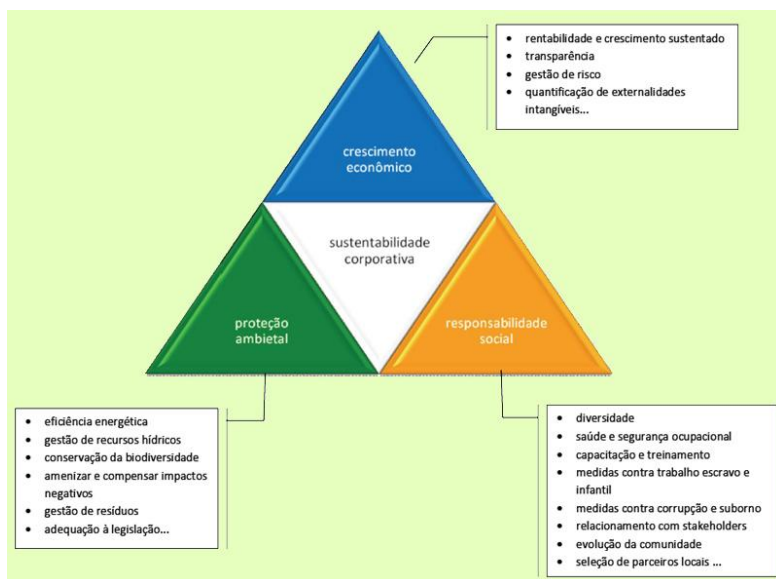 • rentabilidade e crescimento sustentado
• transparência
• gestão de risco
• quantificação de externalidades
intangíveis...
crescimento
econômico
sustentabilidade
corporativa
proteção
ambietal
responsabilidade
social
• eficiência energética
• gestão de recursos hídricos
• conservação da biodiversidade
• amenizar e compensar impactos
negativos
• gestão de resíduos
• adequação à legislação...
• diversidade
• saúde e segurança ocupacional
• capacitação e treinamento
• medidas contra trabalho escravo e
infantil
• medidas contra corrupção e suborno
• relacionamento com stakeholders
• evolução da comunidade
• seleção de parceiros locais ...